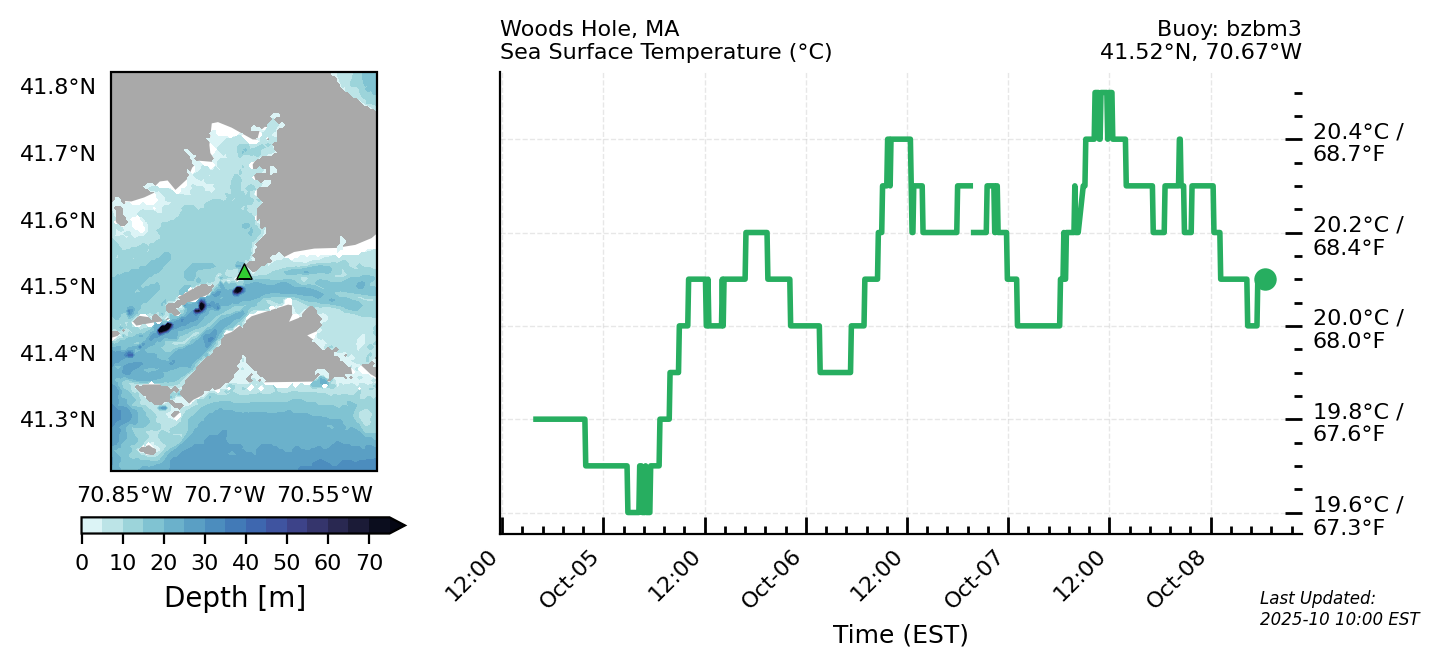 Woods Hole, MA
Sea Surface Temperature (°C)
Buoy: bzbm3
41.52°N, 70.67°W
41.8°N
41.7°N
41.6°N
41.5°N
41.4°N
41.3°N
70.85°W 70.7°W 70.55°W
0 10 20 30 40 50 60 70
Depth [m]
20.4°C /
68.7°F
20.2°C /
68.4°F
20.0°C /
68.0°F
19.8°C /
67.6°F
19.6°C /
67.3°F
12:00
Oct-05
12:00
Oct-06
12:00
Oct-07
12:00
Oct-08
Time (EST)
Last Updated:
2025-10 10:00 EST